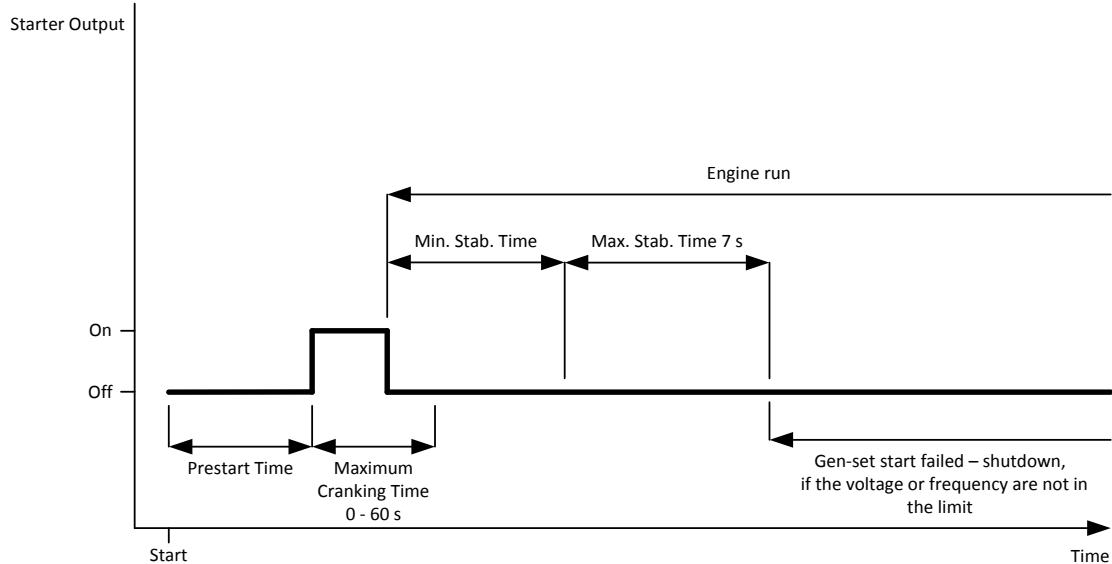 Starter Output
Engine run
Min. Stab. Time
Max. Stab. Time 7 s
On
Off
Prestart Time
Maximum
Cranking Time
0 - 60 s
Gen-set start failed – shutdown,
if the voltage or frequency are not in
the limit
Start
Time